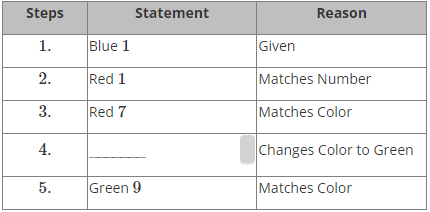 Steps Statement Reason
1. Blue 1 Given
2. Red 1 Matches Number
3. Red 7 Matches Color
4. ________ Changes Color to Green
5. Green 9 Matches Color